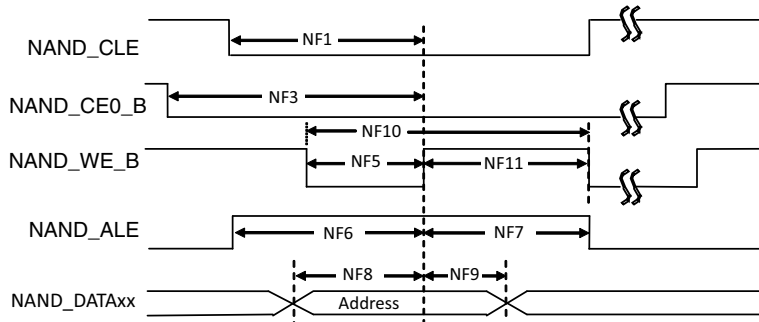 NAND_CLE
NF1
NAND_CE0_B
NF3
NF10
NAND_WE_B
NF5
NF11
NAND_ALE
NF6
NF7
NF8
NF9
NAND_DATAxx
Address